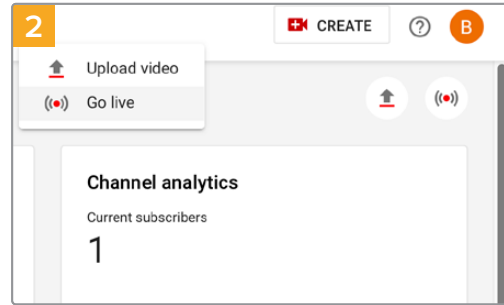 2
CREATE
?
B
Upload video
Go live
Channel analytics
Current subscribers
1